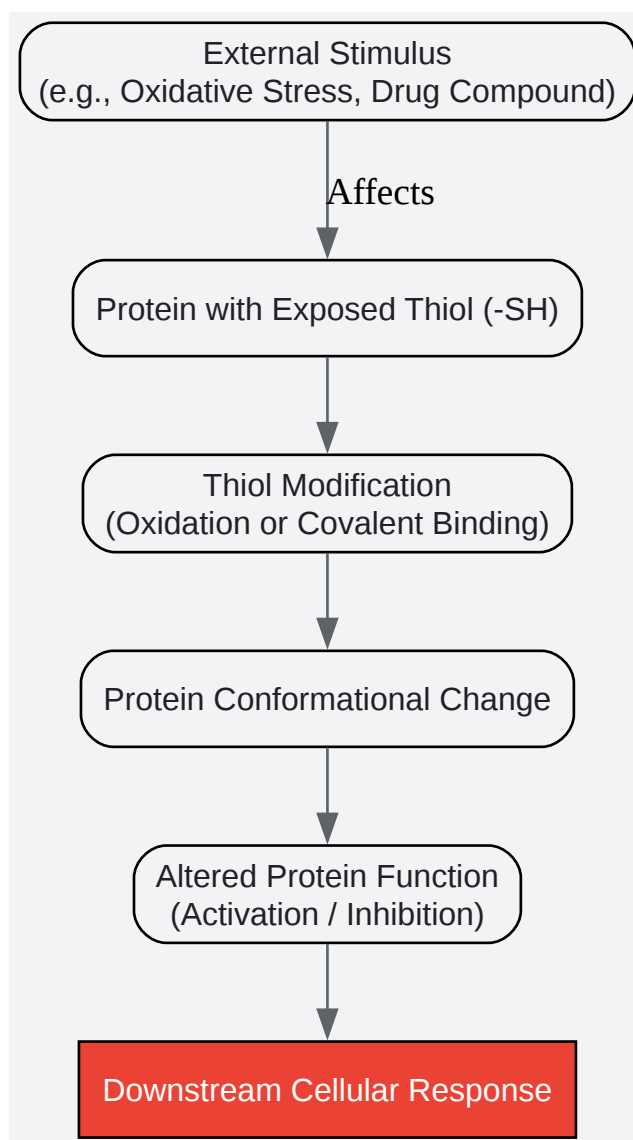 External Stimulus
(e.g., Oxidative Stress, Drug Compound)
Affects
Protein with Exposed Thiol (-SH)
Thiol Modification
(Oxidation or Covalent Binding)
Protein Conformational Change
Altered Protein Function
(Activation / Inhibition)
Downstream Cellular Response